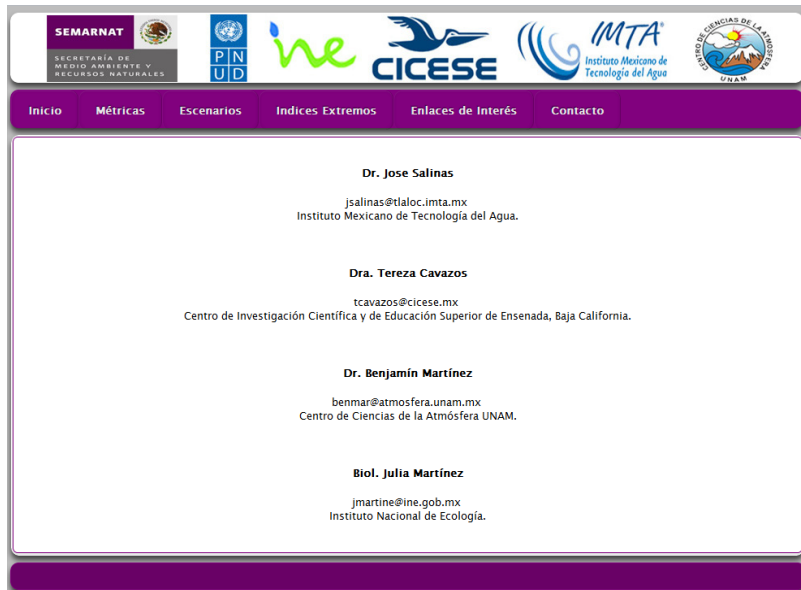 SEMARNAT
SECRETARÍA DE
MEDIO AMBIENTE Y
RECURSOS NATURALES
P N
U D
ine
CICESE
IMTA
Instituto Mexicano de
Tecnología del Agua
CENTRO DE CIENCIAS DE LA ATMOSFERA
UNAM
Inicio Métricas Escenarios Indices Extremos Enlaces de Interés Contacto
Dr. Jose Salinas
jsalinas@tlaloc.imta.mx
Instituto Mexicano de Tecnología del Agua.
Dra. Tereza Cavazos
tcavazos@cicese.mx
Centro de Investigación Científica y de Educación Superior de Ensenada, Baja California.
Dr. Benjamín Martínez
benmar@atmosfera.unam.mx
Centro de Ciencias de la Atmósfera UNAM.
Biol. Julia Martínez
jmartine@ine.gob.mx
Instituto Nacional de Ecología.